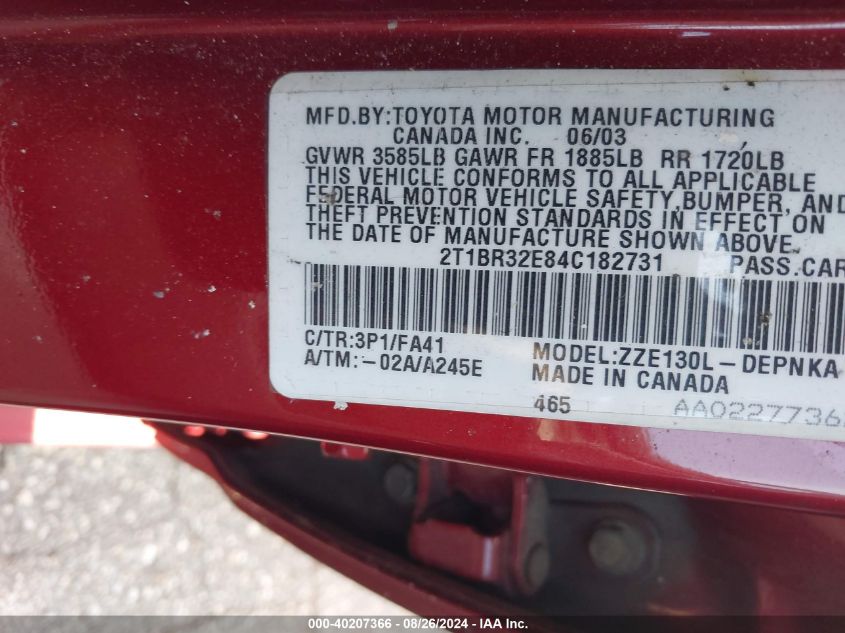 MFD.BY:TOYOTA MOTOR MANUFACTURING
CANADA INC. 06/03
GVWR 3585LB GAWR FR 1885LB RR 1720LB
THIS VEHICLE CONFORMS TO ALL APPLICABLE
FEDERAL MOTOR VEHICLE SAFETY,BUMPER, AND
THEFT PREVENTION STANDARDS IN EFFECT ON
THE DATE OF MANUFACTURE SHOWN ABOVE.
2T1BR32E84C182731 PASS.CAR
C/TR:3P1/FA41
A/TM:-02A/A245E
MODEL:ZZE130L-DEPNKA
MADE IN CANADA
465 AA0227736
000-40207366 - 08/26/2024 - IAAI.COM.